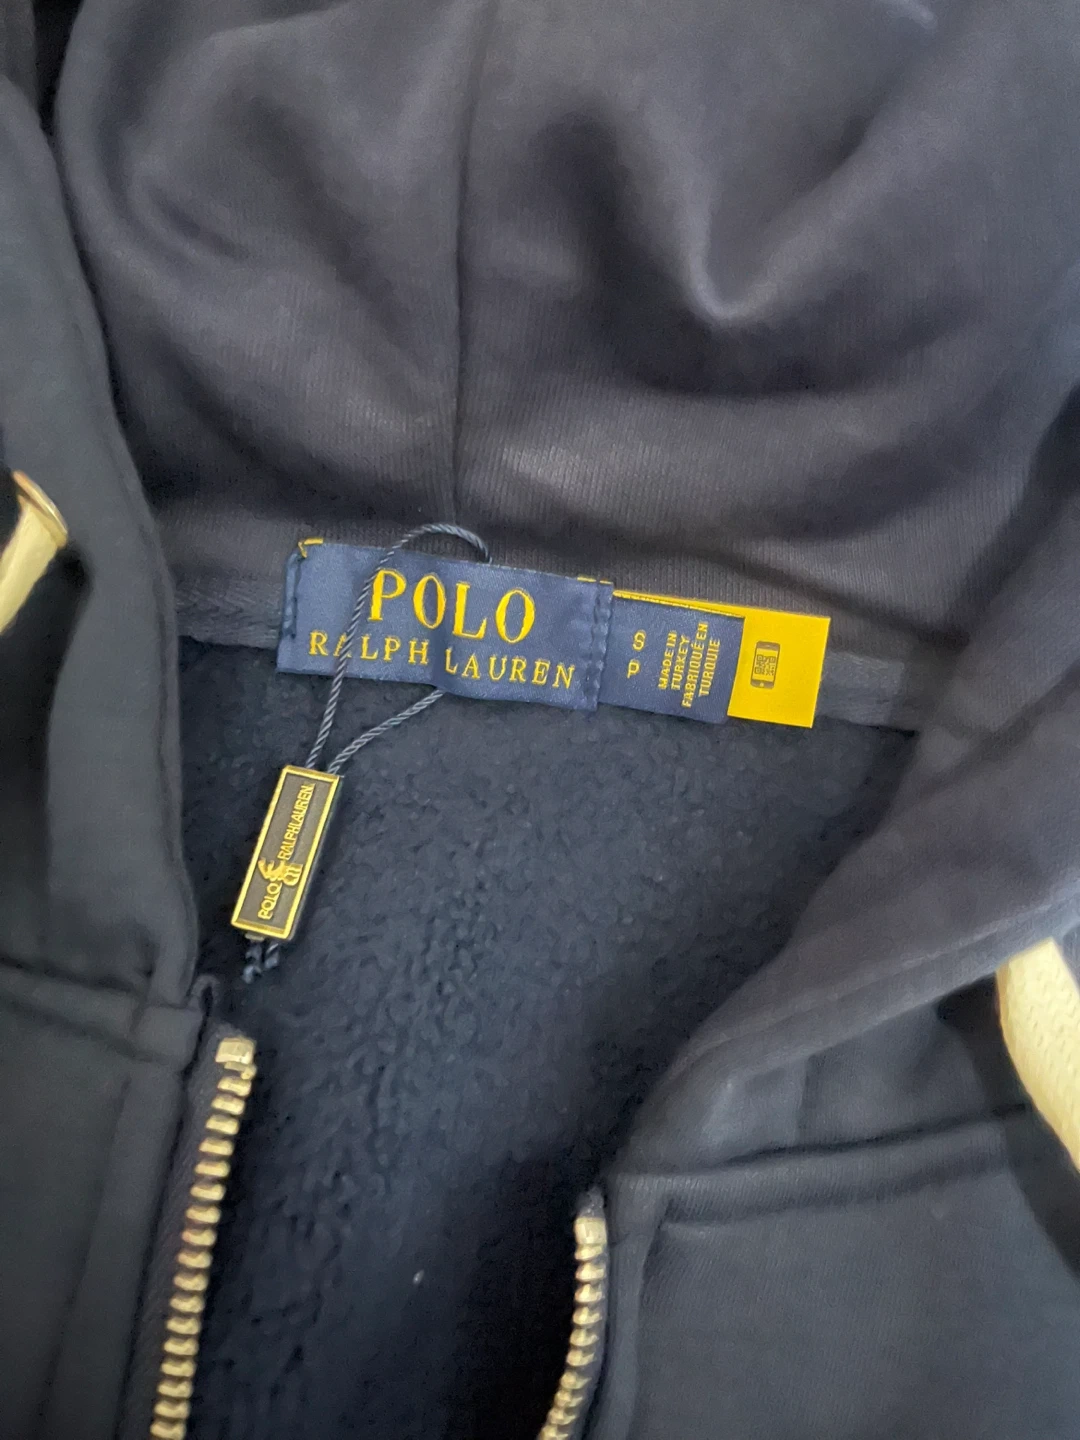 POLO
RALPH LAUREN
S
P
MADE IN
TURKEY
FABRIQUÉ EN
TURQUIE
POLO RALPH LAUREN